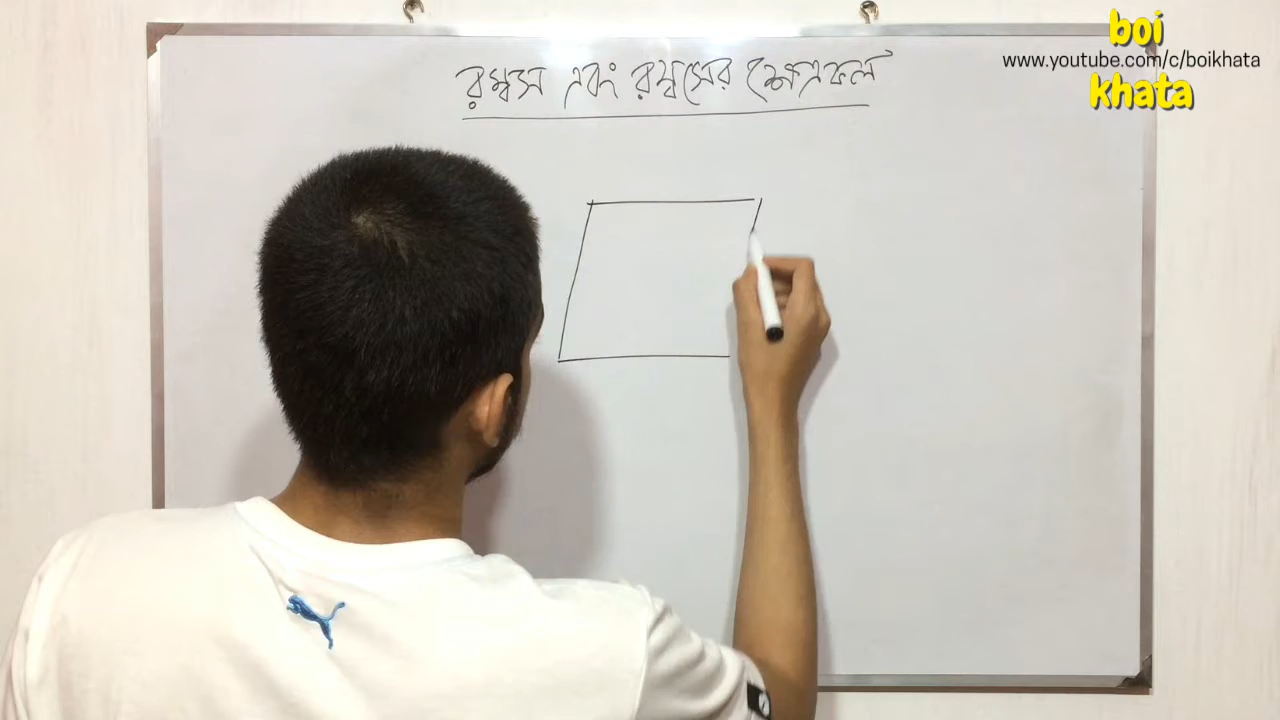 রম্বস এবং রম্বসের ক্ষেত্রফল
boi
www.youtube.com/c/boikhata
khata